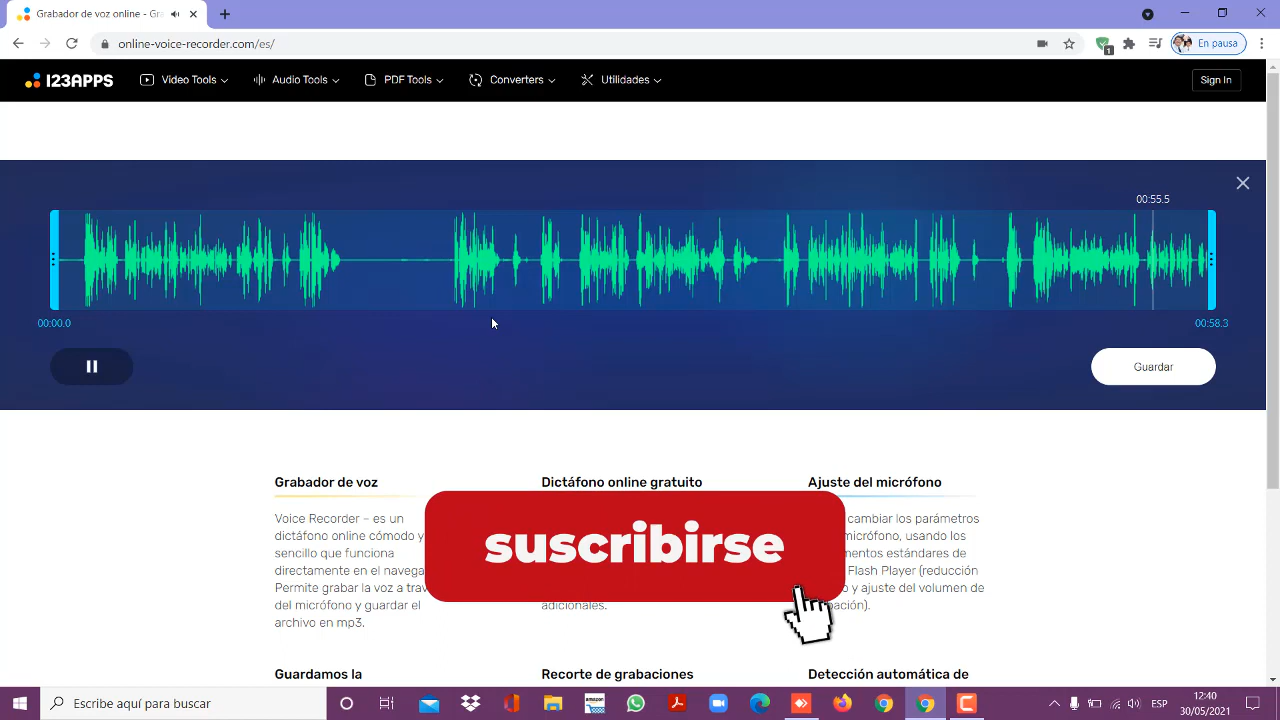 Grabador de voz online - Gra
online-voice-recorder.com/es/
1
En pausa
123APPS
Video Tools
Audio Tools
PDF Tools
Converters
Utilidades
Sign In
00:55.5
00:00.0
00:58.3
Guardar
Grabador de voz
Voice Recorder – es un
dictáfono online cómodo y
sencillo que funciona
directamente en el navega
Permite grabar la voz a trav
del micrófono y guardar el
archivo en mp3.
Dictáfono online gratuito
adicionales.
Ajuste del micrófono
cambiar los parámetros
micrófono, usando los
mentos estándares de
Flash Player (reducción
o y ajuste del volumen de
bación).
suscribirse
Guardamos la
Recorte de grabaciones
Detección automática de
Escribe aquí para buscar
amazon
ESP
12:40
30/05/2021